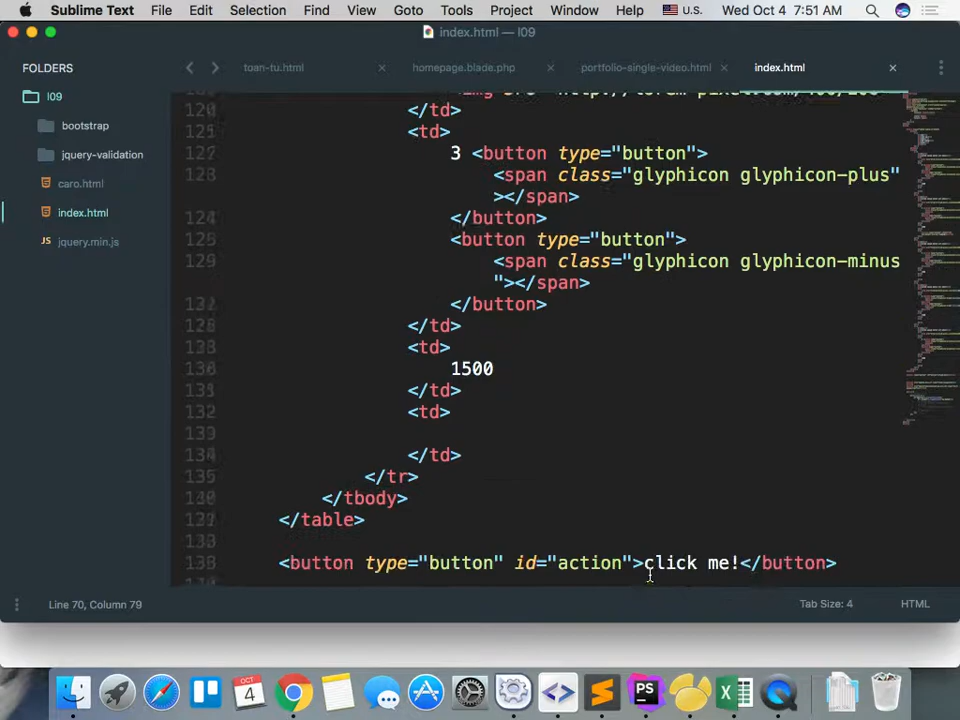 Sublime Text File Edit Selection Find View Goto Tools Project Window Help U.S. Wed Oct 4 7:51 AM
index.html — l09
FOLDERS
l09
bootstrap
jquery-validation
caro.html
index.html
jquery.min.js
toan-tu.html homepage.blade.php portfolio-single-video.html index.html
</td>
<td>
3 <button type="button">
<span class="glyphicon glyphicon-plus"
></span>
</button>
<button type="button">
<span class="glyphicon glyphicon-minus
"></span>
</button>
</td>
<td>
1500
</td>
<td>
</td>
</tr>
</tbody>
</table>
<button type="button" id="action">click me!</button>
Line 70, Column 79 Tab Size: 4 HTML
OCT
4
PS